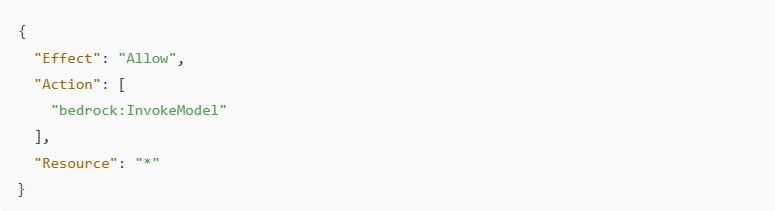 {
  "Effect": "Allow",
  "Action": [
    "bedrock:InvokeModel"
  ],
  "Resource": "*"
}